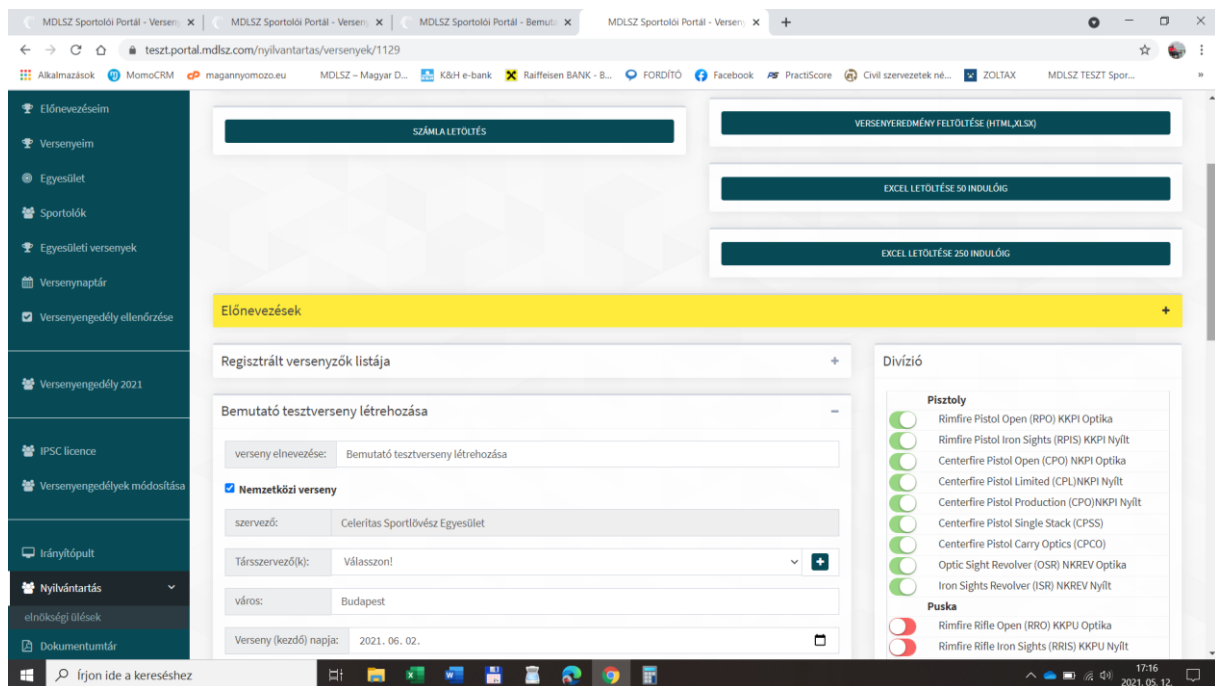 MDLSZ Sportolói Portál - Verseny
MDLSZ Sportolói Portál - Verseny
MDLSZ Sportolói Portál - Bemuta
MDLSZ Sportolói Portál - Verseny
teszt.portal.mdlsz.com/nyilvantartas/versenyek/1129
Alkalmazások
MomoCRM
magannyomozo.eu
MDLSZ – Magyar D...
K&H e-bank
Raiffeisen BANK - B...
FORDÍTÓ
Facebook
PractiScore
Civil szervezetek né...
ZOLTAX
MDLSZ TESZT Spor...
»
Előnevezéseim
Versenyeim
Egyesület
Sportolók
Egyesületi versenyek
Versenynaptár
Versenyengedély ellenőrzése
Versenyengedély 2021
IPSC licence
Versenyengedélyek módosítása
Irányítópult
Nyilvántartás
elnökségi ülések
Dokumentumtár
SZÁMLA LETÖLTÉS
VERSENYEREDMÉNY FELTÖLTÉSE (HTML,XLSX)
EXCEL LETÖLTÉSE 50 INDULÓIG
EXCEL LETÖLTÉSE 250 INDULÓIG
Előnevezések
Regisztrált versenyzők listája
Bemutató tesztverseny létrehozása
verseny elnevezése: Bemutató tesztverseny létrehozása
Nemzetközi verseny
szervező: Celeritas Sportlövész Egyesület
Társszervező(k): Válasszon!
város: Budapest
Verseny (kezdő) napja: 2021. 06. 02.
Divízió
Pisztoly
Rimfire Pistol Open (RPO) KKPI Optika
Rimfire Pistol Iron Sights (RPIS) KKPI Nyílt
Centerfire Pistol Open (CPO) NKPI Optika
Centerfire Pistol Limited (CPL)NKPI Nyílt
Centerfire Pistol Production (CPO)NKPI Nyílt
Centerfire Pistol Single Stack (CPSS)
Centerfire Pistol Carry Optics (CPCO)
Optic Sight Revolver (OSR) NKREV Optika
Iron Sights Revolver (ISR) NKREV Nyílt
Puska
Rimfire Rifle Open (RRO) KKPU Optika
Rimfire Rifle Iron Sights (RRIS) KKPU Nyílt
Írjon ide a kereséshez
17:16
2021. 05. 12.